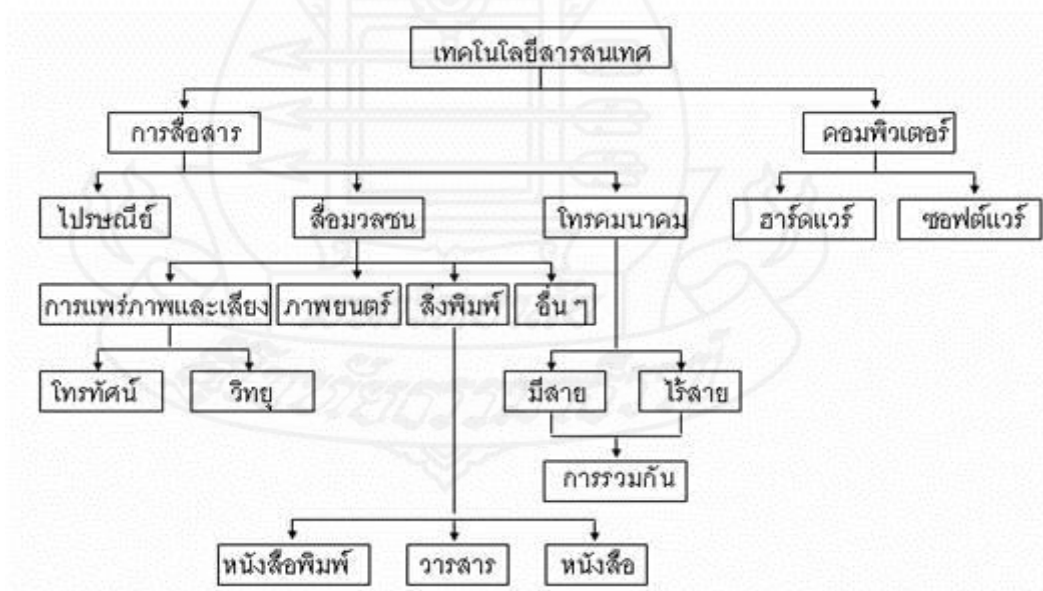 เทคโนโลยีสารสนเทศ
การสื่อสาร คอมพิวเตอร์
ไปรษณีย์ สื่อมวลชน โทรคมนาคม ฮาร์ดแวร์ ซอฟต์แวร์
การแพร่ภาพและเสียง ภาพยนตร์ สิ่งพิมพ์ อื่น ๆ
โทรทัศน์ วิทยุ มีสาย ไร้สาย
การรวมกัน
หนังสือพิมพ์ วารสาร หนังสือ